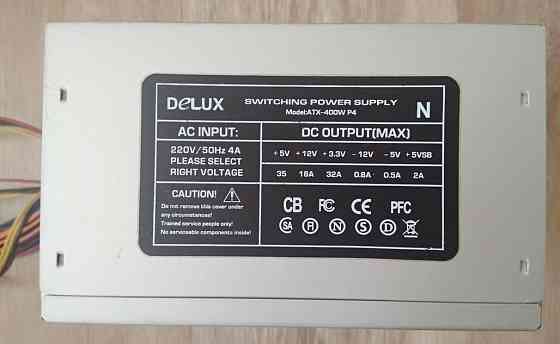 DELUX
SWITCHING POWER SUPPLY
Model:ATX-400W P4
N
AC INPUT:
220V/50Hz 4A
PLEASE SELECT
RIGHT VOLTAGE
DC OUTPUT(MAX)
+5V +12V +3.3V -12V -5V +5VSB
35 18A 32A 0.8A 0.5A 2A
CAUTION!
Do not remove this cover under
any circumstances!
Trained service people only!
No serviceable components inside!
CB FC CE PFC
SA R N S D